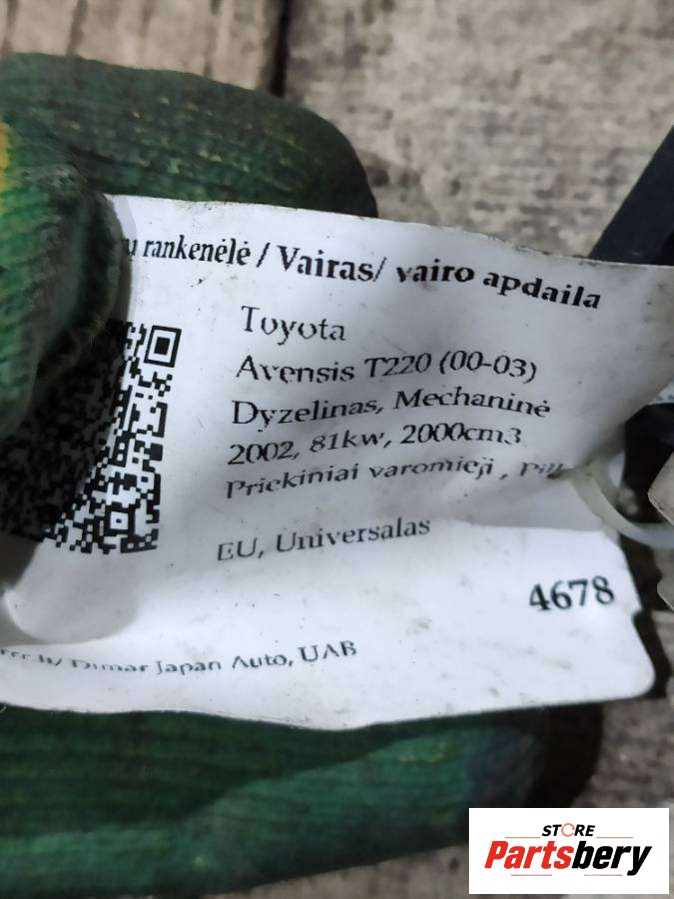 rankenėlė / Vairas/ vairo apdaila
Toyota
Avensis T220 (00-03)
Dyzelinas, Mechaninė
2002, 81kw, 2000cm3
Priekiniai varomieji ,
EU, Universalas
4678
Dimar Japan Auto, UAB
STORE
Partsbery